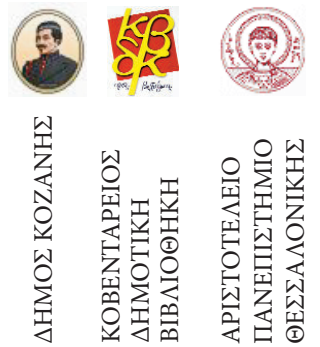 ΔΗΜΟΣ ΚΟΖΑΝΗΣ
ΚΟΒΕΝΤΑΡΕΙΟΣ
ΔΗΜΟΤΙΚΗ
ΒΙΒΛΙΟΘΗΚΗ
ΑΡΙΣΤΟΤΕΛΕΙΟ
ΠΑΝΕΠΙΣΤΗΜΙΟ
ΘΕΣΣΑΛΟΝΙΚΗΣ